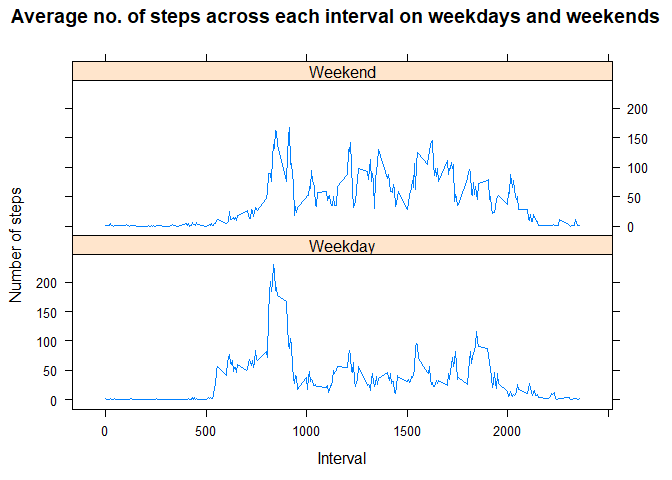 Average no. of steps across each interval on weekdays and weekends
Weekend
200
150
100
50
0
Number of steps
Weekday
200
150
100
50
0
0 500 1000 1500 2000
Interval